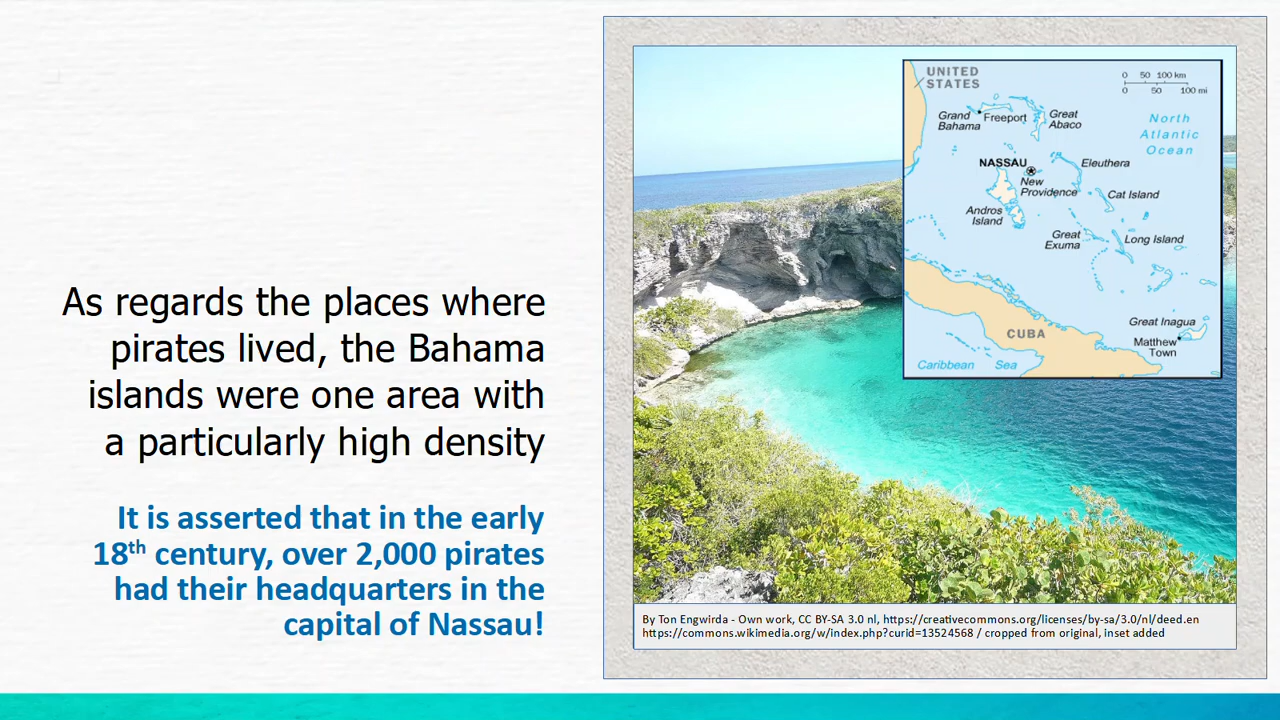 As regards the places where
pirates lived, the Bahama
islands were one area with
a particularly high density
It is asserted that in the early
18th century, over 2,000 pirates
had their headquarters in the
capital of Nassau!
UNITED
STATES
0 50 100 km
0 50 100 mi
Grand
Bahama
Freeport
Great
Abaco
North
Atlantic
Ocean
NASSAU
Eleuthera
New
Providence
Cat Island
Andros
Island
Great
Exuma
Long Island
CUBA
Great Inagua
Matthew
Town
Caribbean Sea
By Ton Engwirda - Own work, CC BY-SA 3.0 nl, https://creativecommons.org/licenses/by-sa/3.0/nl/deed.en
https://commons.wikimedia.org/w/index.php?curid=13524568 / cropped from original, inset added